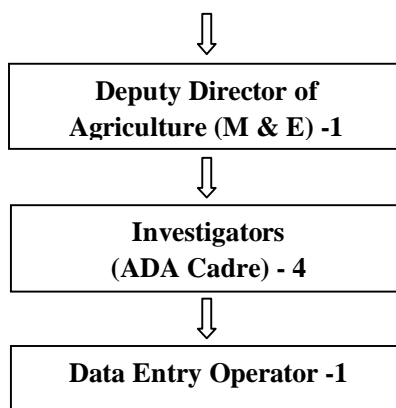 Deputy Director of
Agriculture (M & E) -1
Investigators
(ADA Cadre) - 4
Data Entry Operator -1